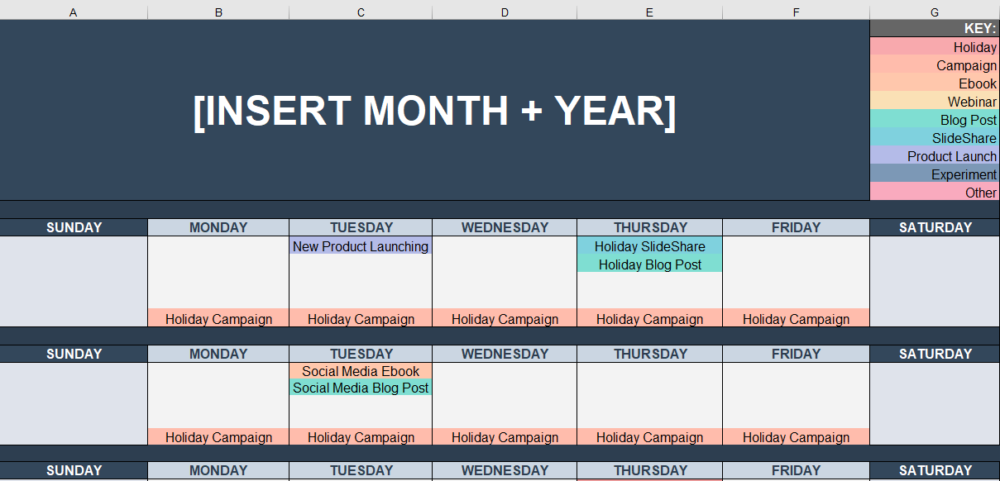 A B C D E F G
KEY:
Holiday
Campaign
Ebook
Webinar
Blog Post
SlideShare
Product Launch
Experiment
Other
[INSERT MONTH + YEAR]
SUNDAY MONDAY TUESDAY WEDNESDAY THURSDAY FRIDAY SATURDAY
New Product Launching Holiday SlideShare
Holiday Blog Post
Holiday Campaign Holiday Campaign Holiday Campaign Holiday Campaign Holiday Campaign
SUNDAY MONDAY TUESDAY WEDNESDAY THURSDAY FRIDAY SATURDAY
Social Media Ebook
Social Media Blog Post
Holiday Campaign Holiday Campaign Holiday Campaign Holiday Campaign Holiday Campaign
SUNDAY MONDAY TUESDAY WEDNESDAY THURSDAY FRIDAY SATURDAY